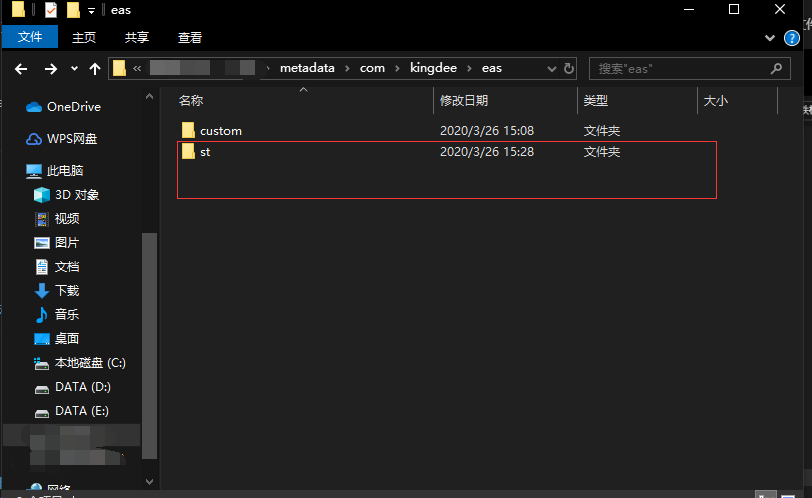 eas
文件 主页 共享 查看
« metadata › com › kingdee › eas 搜索"eas"
名称 修改日期 类型 大小
OneDrive
custom 2020/3/26 15:08 文件夹
WPS网盘
st 2020/3/26 15:28 文件夹
此电脑
3D 对象
视频
图片
文档
下载
音乐
桌面
本地磁盘 (C:)
DATA (D:)
DATA (E:)
网络